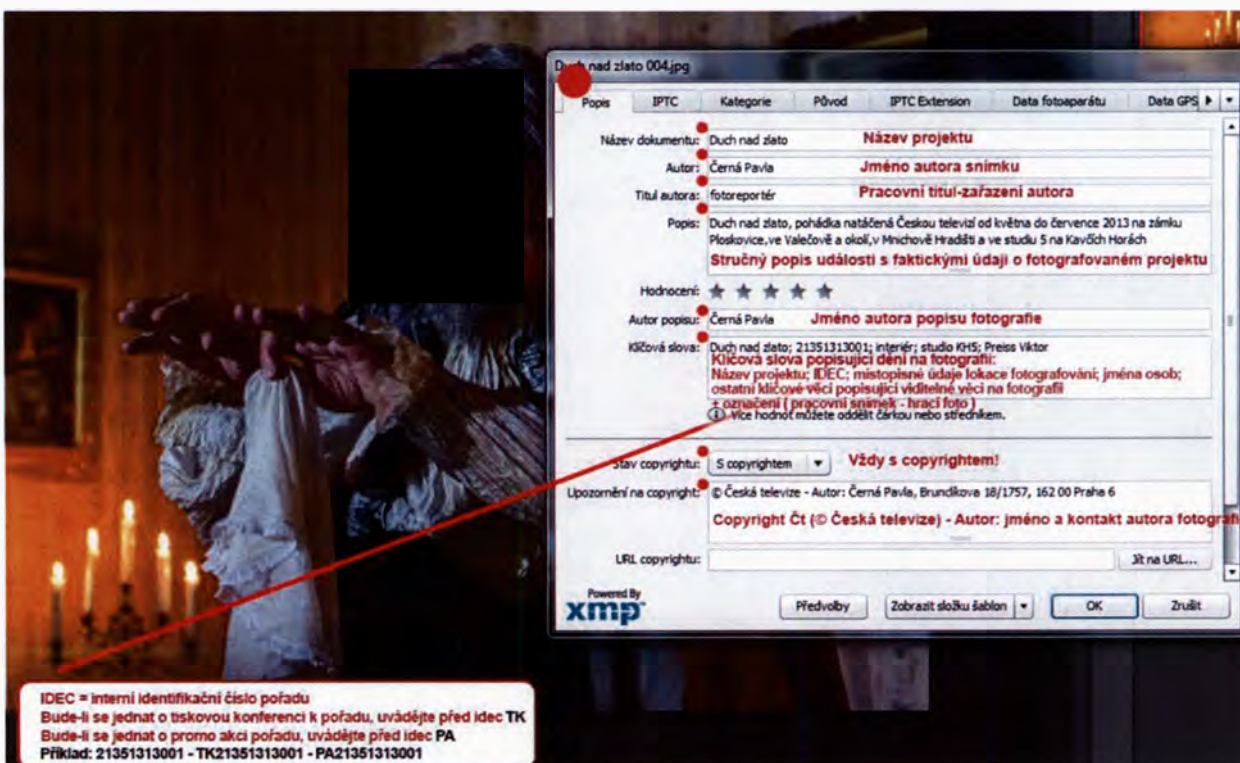 Duch nad zlato 004.jpg
Popis IPTC Kategorie Původ IPTC Extension Data fotoaparátu Data GPS
Název dokumentu: Duch nad zlato Název projektu
Autor: Černá Pavla Jméno autora snímku
Titul autora: fotoreportér Pracovní titul-zařazení autora
Popis: Duch nad zlato, pohádka natáčená Českou televizí od května do července 2013 na zámku
Ploskovice,ve Valečově a okolí,v Mnichově Hradišti a ve studiu 5 na Kavčích Horách
Stručný popis události s faktickými údaji o fotografovaném projektu
Hodnocení:
Autor popisu: Černá Pavla Jméno autora popisu fotografie
Klíčová slova: Duch nad zlato; 21351313001; interiér; studio KH5; Preiss Viktor
Klíčová slova popisující dění na fotografii:
Název projektu; IDEC; místopisné údaje lokace fotografování; jména osob;
ostatní klíčové věci popisující viditelné věci na fotografii
+ označení ( pracovní snímek - hrací foto )
Více hodnot můžete oddělit čárkou nebo středníkem.
Stav copyrightu: S copyrightem Vždy s copyrightem!
Upozornění na copyright: © Česká televize - Autor: Černá Pavla, Brundíkova 18/1757, 162 00 Praha 6
Copyright Čt (© Česká televize) - Autor: jméno a kontakt autora fotografi
URL copyrightu: Jít na URL...
Powered By
xmp Předvolby Zobrazit složku šablon OK Zrušit
IDEC = interní identifikační číslo pořadu
Bude-li se jednat o tiskovou konferenci k pořadu, uvádějte před idec TK
Bude-li se jednat o promo akci pořadu, uvádějte před idec PA
Příklad: 21351313001 - TK21351313001 - PA21351313001